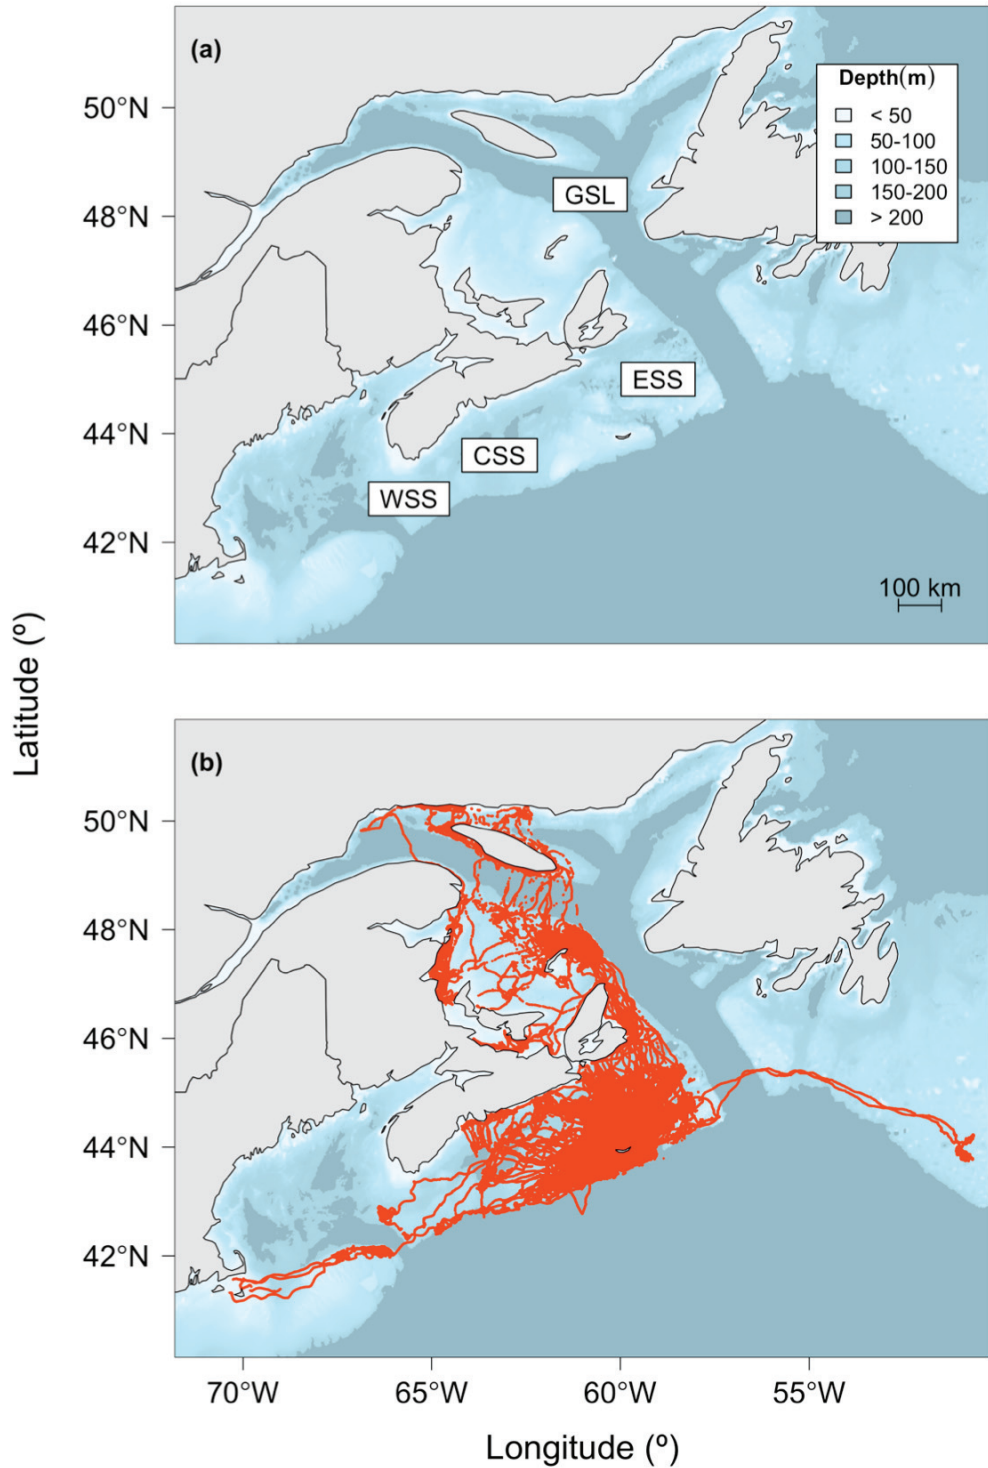 (a)
Depth(m)
< 50
50-100
100-150
150-200
> 200
50°N
48°N
46°N
44°N
42°N
GSL
ESS
CSS
WSS
100 km
Latitude (º)
(b)
50°N
48°N
46°N
44°N
42°N
70°W
65°W
60°W
55°W
Longitude (º)